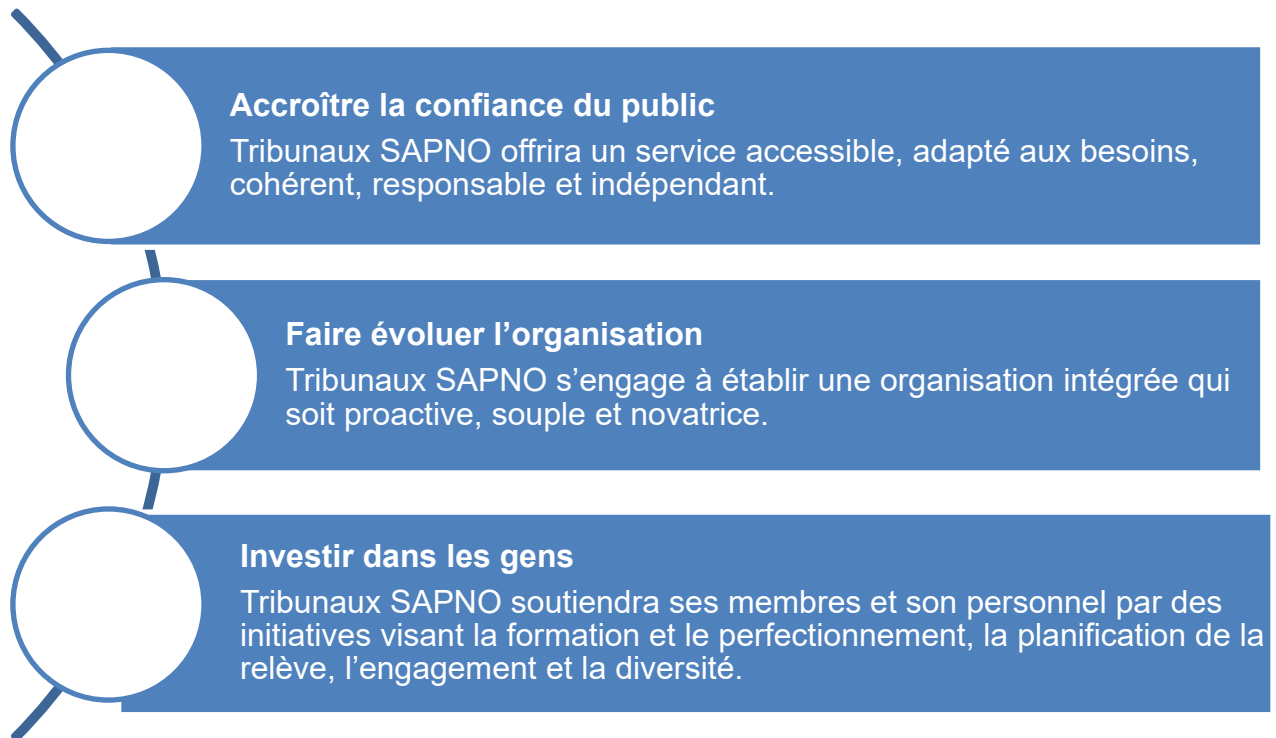 Accroître la confiance du public
Tribunaux SAPNO offrira un service accessible, adapté aux besoins,
cohérent, responsable et indépendant.
Faire évoluer l’organisation
Tribunaux SAPNO s’engage à établir une organisation intégrée qui
soit proactive, souple et novatrice.
Investir dans les gens
Tribunaux SAPNO soutiendra ses membres et son personnel par des
initiatives visant la formation et le perfectionnement, la planification de la
relève, l’engagement et la diversité.